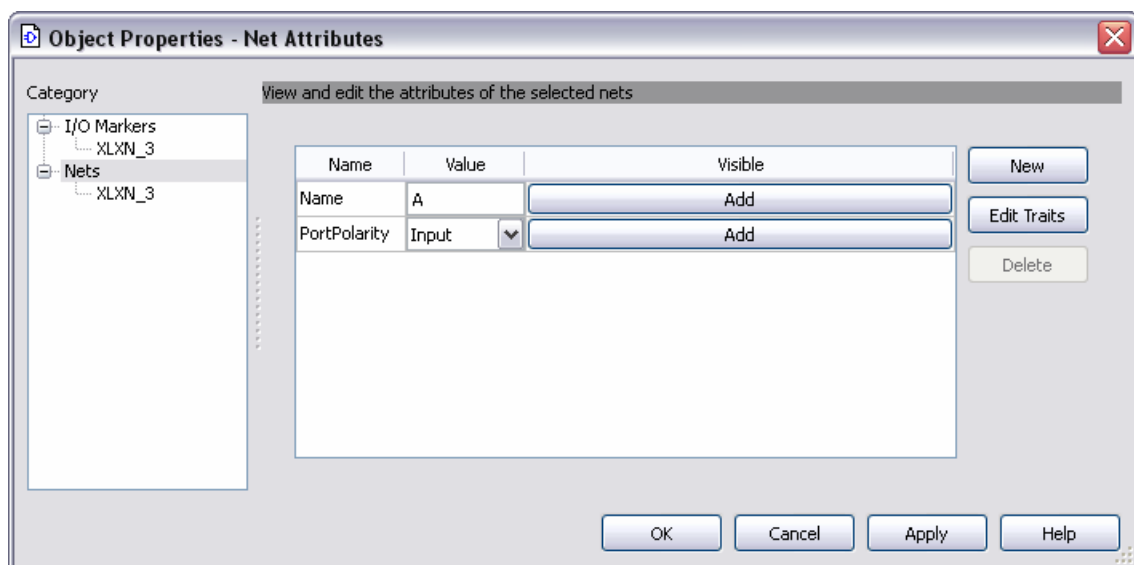 Object Properties - Net Attributes
Category
View and edit the attributes of the selected nets
I/O Markers
XLXN_3
Nets
XLXN_3
Name Value Visible
Name A Add
PortPolarity Input Add
New
Edit Traits
Delete
OK Cancel Apply Help